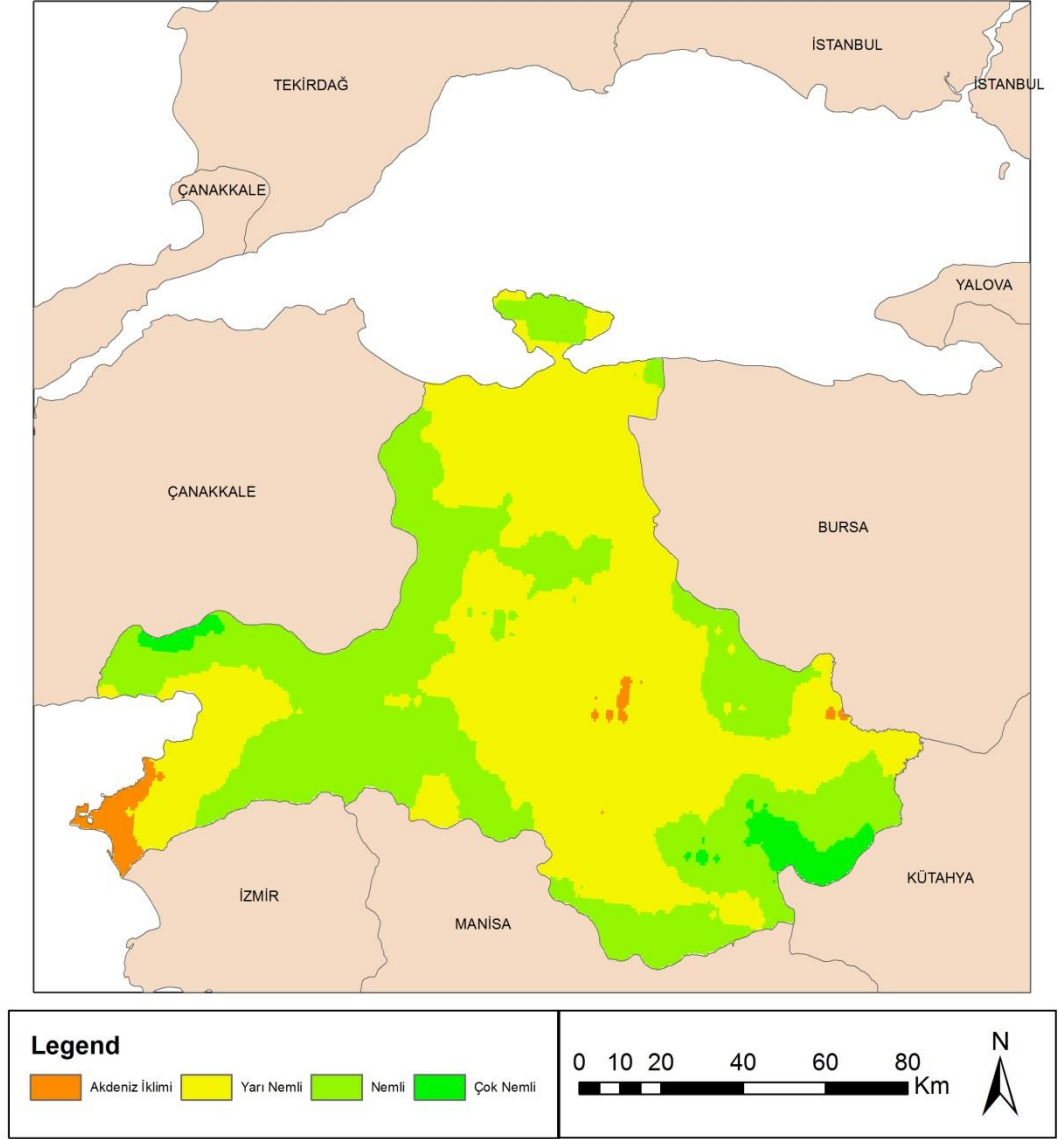 İSTANBUL
TEKİRDAĞ
İSTANBUL
ÇANAKKALE
YALOVA
ÇANAKKALE
BURSA
KÜTAHYA
İZMİR
MANİSA
Legend
Akdeniz İklimi Yarı Nemli Nemli Çok Nemli
0 10 20 40 60 80
Km
N